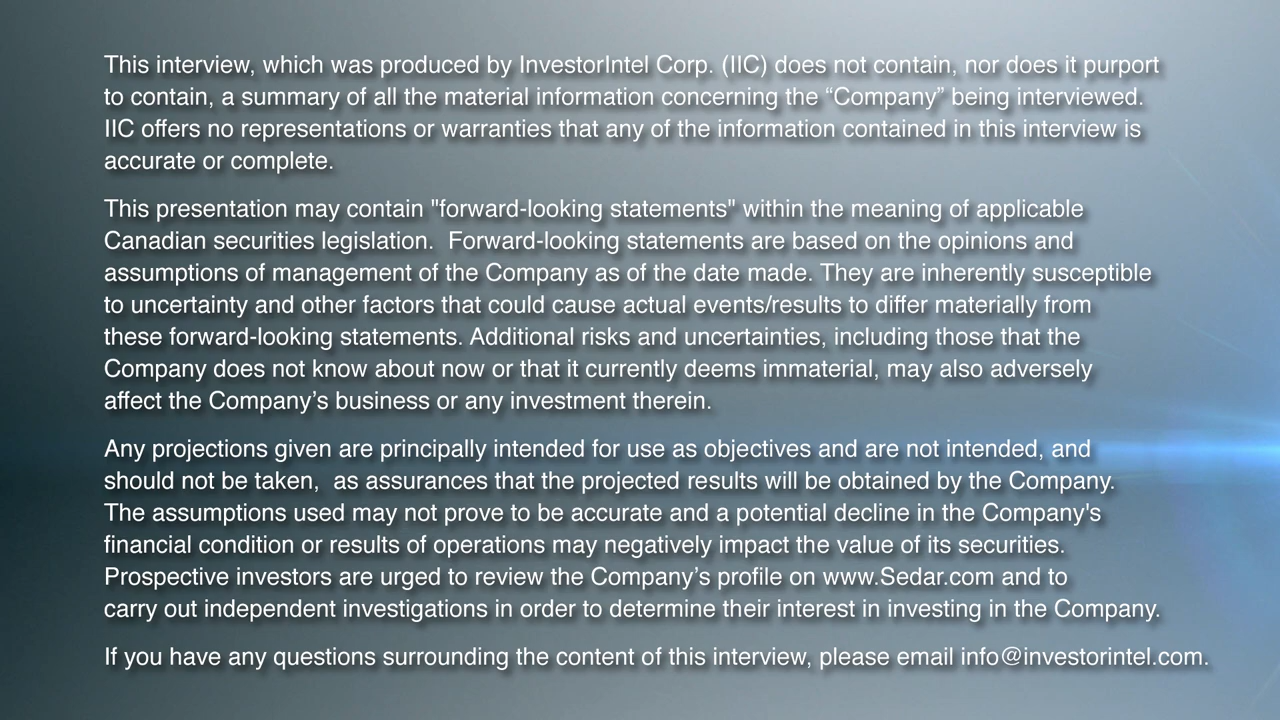 This interview, which was produced by InvestorIntel Corp. (IIC) does not contain, nor does it purport
to contain, a summary of all the material information concerning the “Company” being interviewed.
IIC offers no representations or warranties that any of the information contained in this interview is
accurate or complete.
This presentation may contain "forward-looking statements" within the meaning of applicable
Canadian securities legislation.  Forward-looking statements are based on the opinions and
assumptions of management of the Company as of the date made. They are inherently susceptible
to uncertainty and other factors that could cause actual events/results to differ materially from
these forward-looking statements. Additional risks and uncertainties, including those that the
Company does not know about now or that it currently deems immaterial, may also adversely
affect the Company’s business or any investment therein.
Any projections given are principally intended for use as objectives and are not intended, and
should not be taken,  as assurances that the projected results will be obtained by the Company.
The assumptions used may not prove to be accurate and a potential decline in the Company's
financial condition or results of operations may negatively impact the value of its securities.
Prospective investors are urged to review the Company’s profile on www.Sedar.com and to
carry out independent investigations in order to determine their interest in investing in the Company.
If you have any questions surrounding the content of this interview, please email info@investorintel.com.